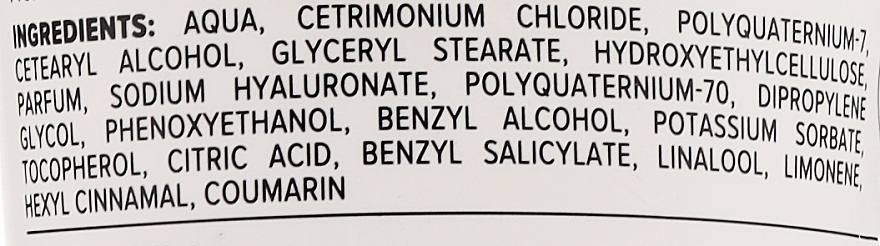 INGREDIENTS: AQUA, CETRIMONIUM CHLORIDE, POLYQUATERNIUM-7,
CETEARYL ALCOHOL, GLYCERYL STEARATE, HYDROXYETHYLCELLULOSE,
PARFUM, SODIUM HYALURONATE, POLYQUATERNIUM-70, DIPROPYLENE
GLYCOL, PHENOXYETHANOL, BENZYL ALCOHOL, POTASSIUM SORBATE,
TOCOPHEROL, CITRIC ACID, BENZYL SALICYLATE, LINALOOL, LIMONENE,
HEXYL CINNAMAL, COUMARIN